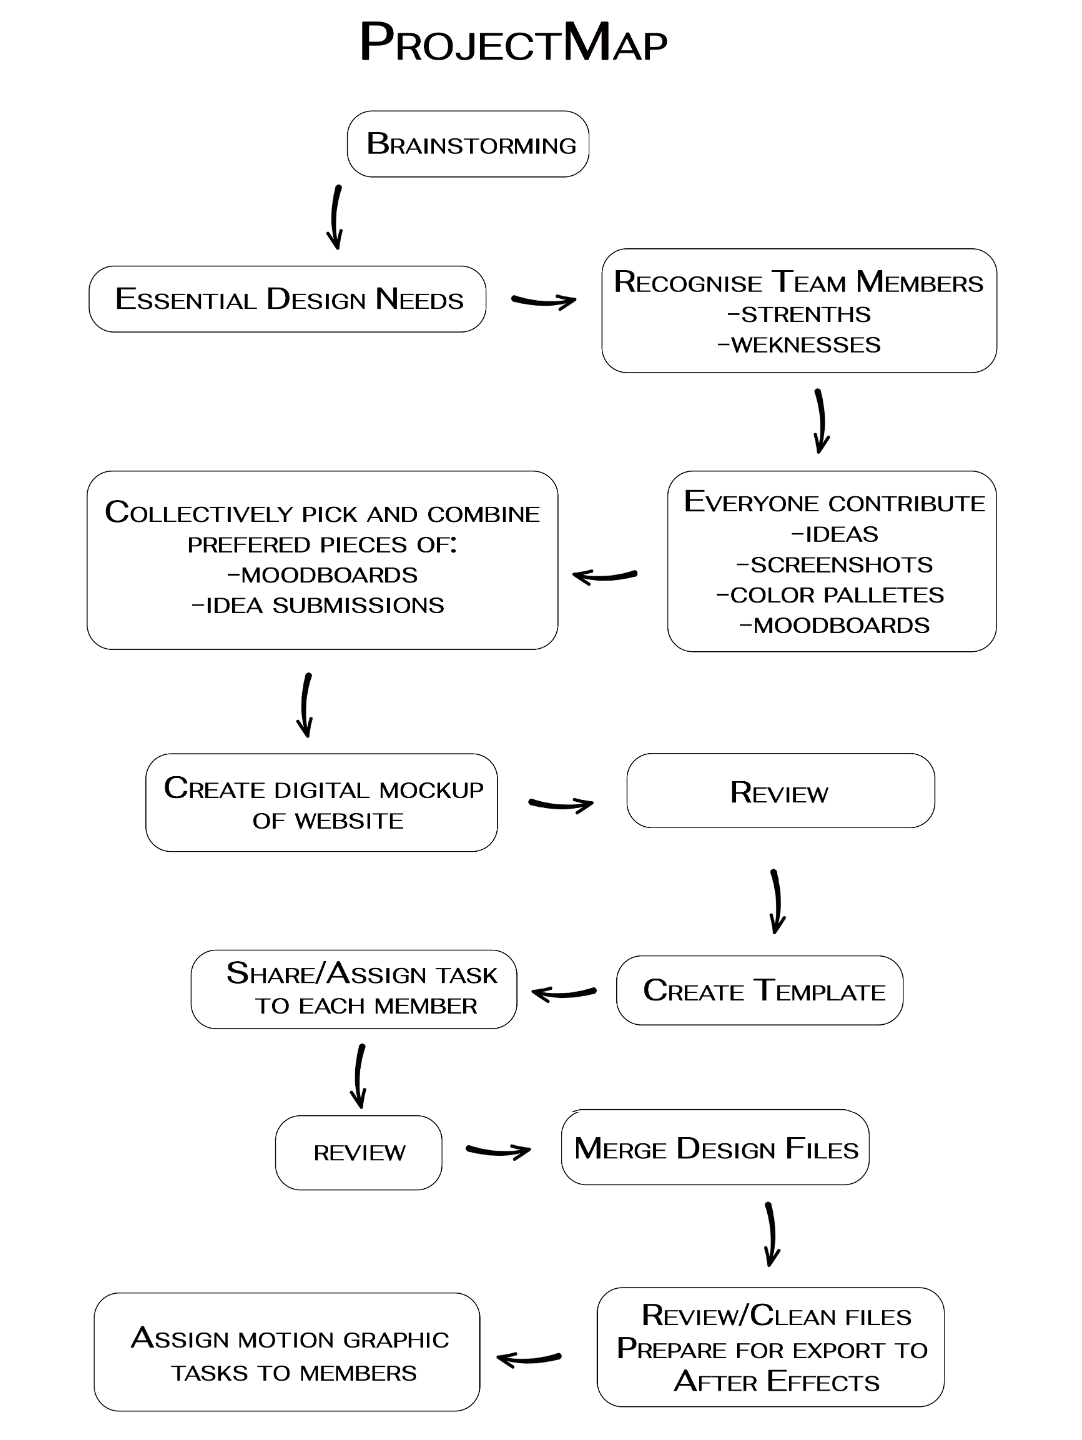 ProjectMap
Brainstorming
Essential Design Needs
Recognise Team Members
-strenths
-weknesses
Everyone contribute
-ideas
-screenshots
-color palletes
-moodboards
Collectively pick and combine
prefered pieces of:
-moodboards
-idea submissions
Create digital mockup
of website
Review
Create Template
Share/Assign task
to each member
review
Merge Design Files
Review/Clean files
Prepare for export to
After Effects
Assign motion graphic
tasks to members